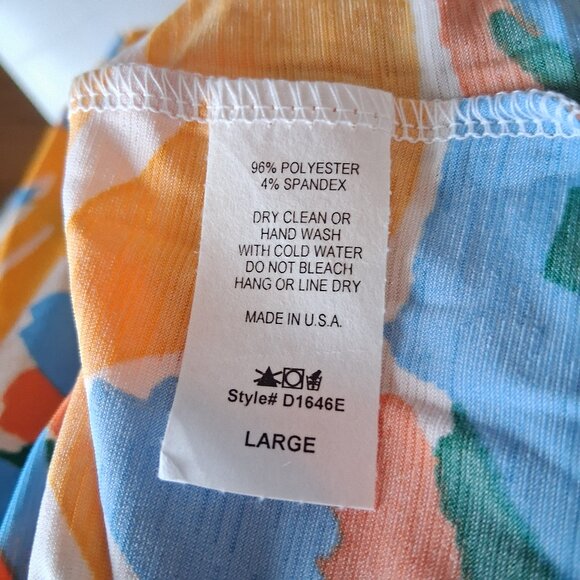 96% POLYESTER
4% SPANDEX
DRY CLEAN OR
HAND WASH
WITH COLD WATER
DO NOT BLEACH
HANG OR LINE DRY
MADE IN U.S.A.
Style# D1646E
LARGE